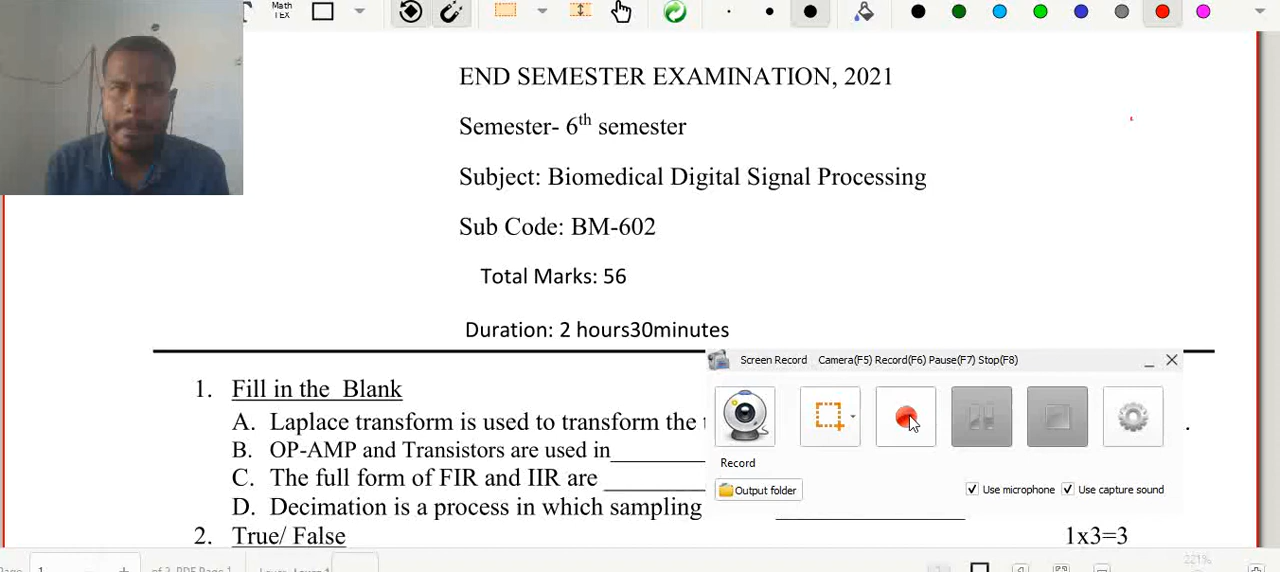 Math
TEX
END SEMESTER EXAMINATION, 2021
Semester- 6th semester
Subject: Biomedical Digital Signal Processing
Sub Code: BM-602
Total Marks: 56
Duration: 2 hours30minutes
Screen Record Camera(F5) Record(F6) Pause(F7) Stop(F8)
1. Fill in the Blank
A. Laplace transform is used to transform the
B. OP-AMP and Transistors are used in
Record
C. The full form of FIR and IIR are
Output folder
Use microphone
Use capture sound
D. Decimation is a process in which sampling
2. True/ False
1x3=3
221%